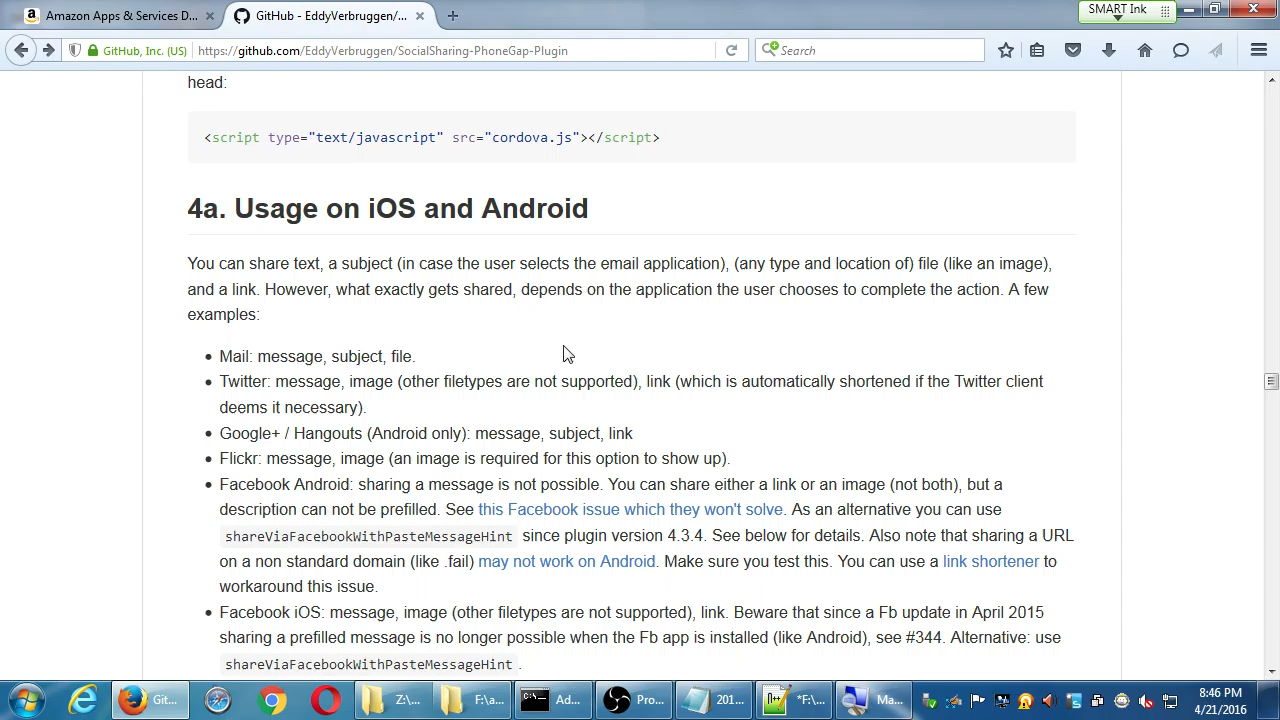 Amazon Apps & Services D...
GitHub - EddyVerbruggen/...
SMART Ink
GitHub, Inc. (US)
https://github.com/EddyVerbruggen/SocialSharing-PhoneGap-Plugin
Search
head:
<script type="text/javascript" src="cordova.js"></script>
4a. Usage on iOS and Android
You can share text, a subject (in case the user selects the email application), (any type and location of) file (like an image),
and a link. However, what exactly gets shared, depends on the application the user chooses to complete the action. A few
examples:
Mail: message, subject, file.
Twitter: message, image (other filetypes are not supported), link (which is automatically shortened if the Twitter client
deems it necessary).
Google+ / Hangouts (Android only): message, subject, link
Flickr: message, image (an image is required for this option to show up).
Facebook Android: sharing a message is not possible. You can share either a link or an image (not both), but a
description can not be prefilled. See this Facebook issue which they won't solve. As an alternative you can use
shareViaFacebookWithPasteMessageHint since plugin version 4.3.4. See below for details. Also note that sharing a URL
on a non standard domain (like .fail) may not work on Android. Make sure you test this. You can use a link shortener to
workaround this issue.
Facebook iOS: message, image (other filetypes are not supported), link. Beware that since a Fb update in April 2015
sharing a prefilled message is no longer possible when the Fb app is installed (like Android), see #344. Alternative: use
shareViaFacebookWithPasteMessageHint .
Git...
Z:\...
F:\a...
Ad...
Pro...
201...
*F:\...
Ma...
8:46 PM
4/21/2016